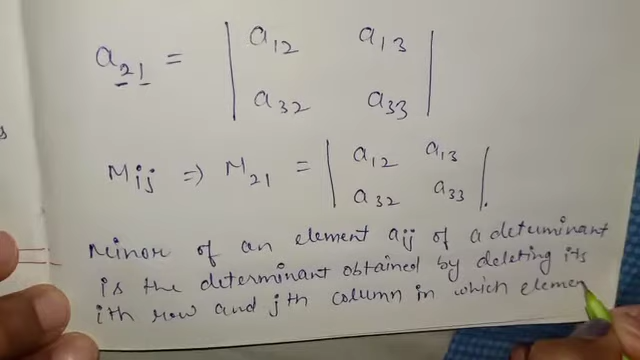 a21 = | a12 a13 |
| a32 a33 |
Mij => M21 = | a12 a13 |
| a32 a33 |.
Minor of an element aij of a determinant
is the determinant obtained by deleting its
ith row and jth column in which elemen